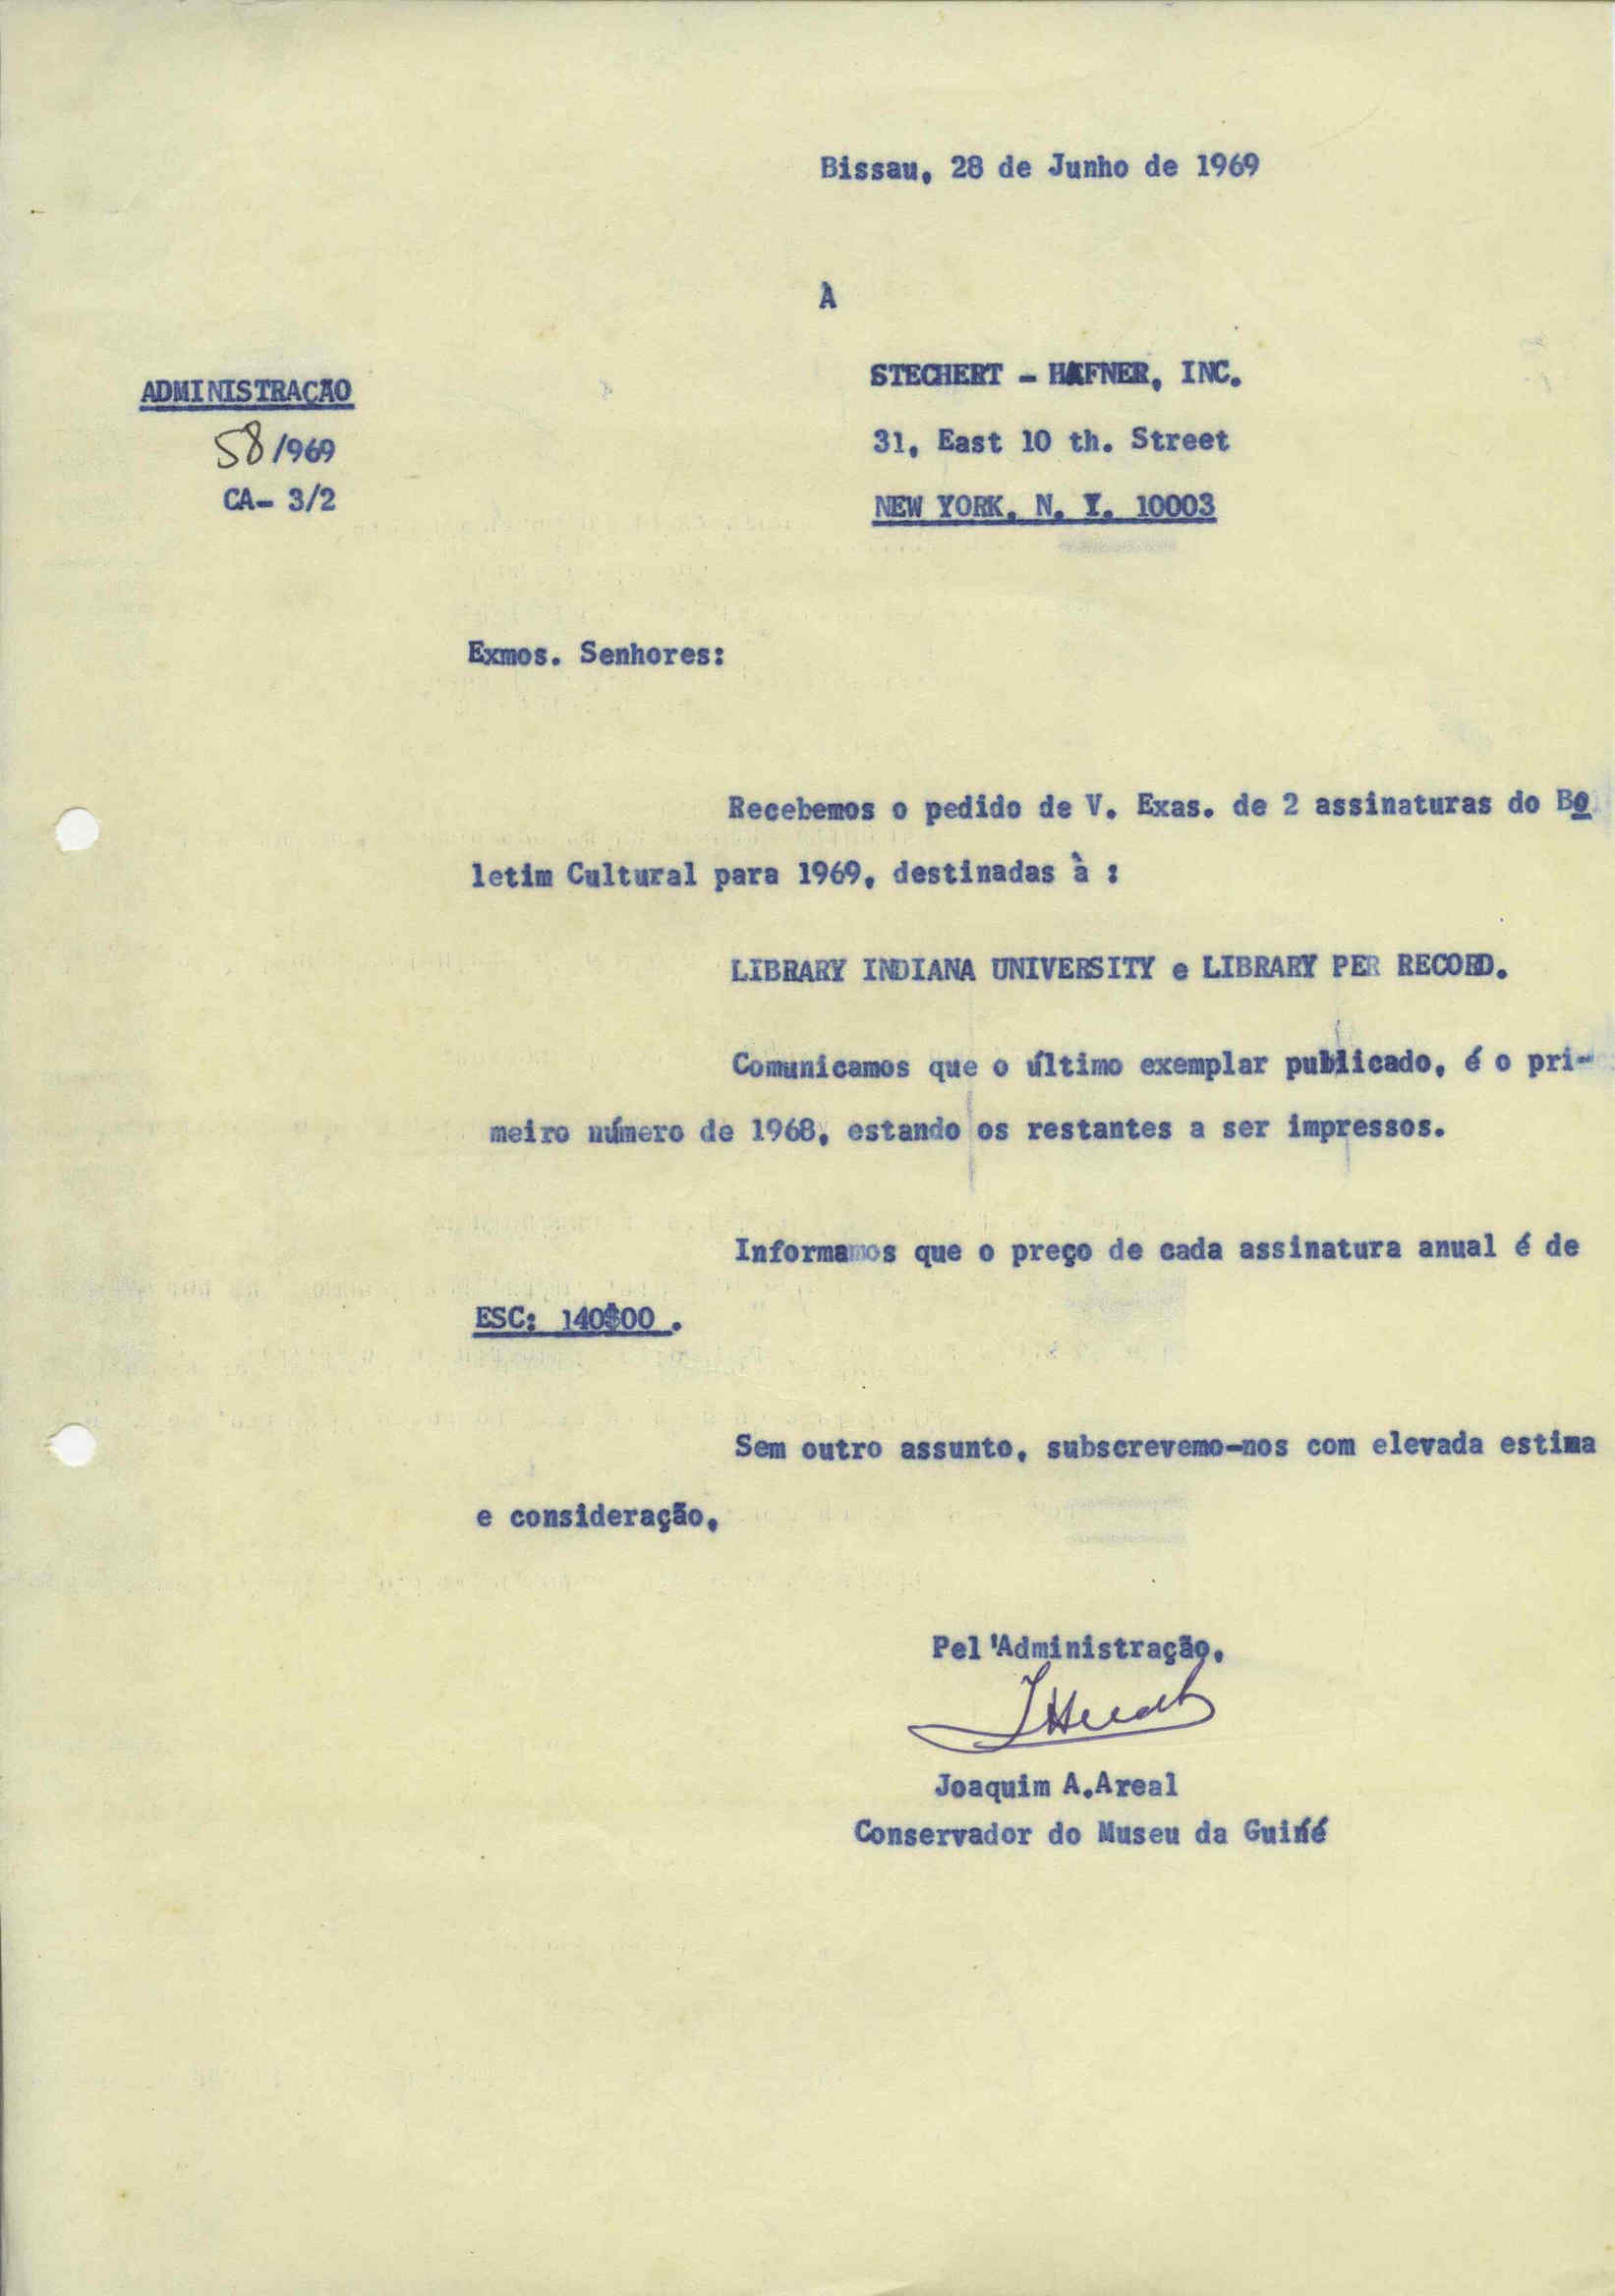 Bissau, 28 de Junho de 1969
À
STECHERT - HAFNER, INC.
ADMINISTRAÇÃO
31, East 10 th. Street
58/969
CA- 3/2
NEW YORK, N. Y. 10003
Exmos. Senhores:
Recebemos o pedido de V. Exas. de 2 assinaturas do Bo
letim Cultural para 1969, destinadas à :
LIBRARY INDIANA UNIVERSITY e LIBRARY PER RECORD.
Comunicamos que o último exemplar publicado, é o pri-
meiro número de 1968, estando os restantes a ser impressos.
Informamos que o preço de cada assinatura anual é de
ESC: 140$00 .
Sem outro assunto, subscrevemo-nos com elevada estima
e consideração,
Pel'Administração,
Joaquim A.Areal
Conservador do Museu da Guiné